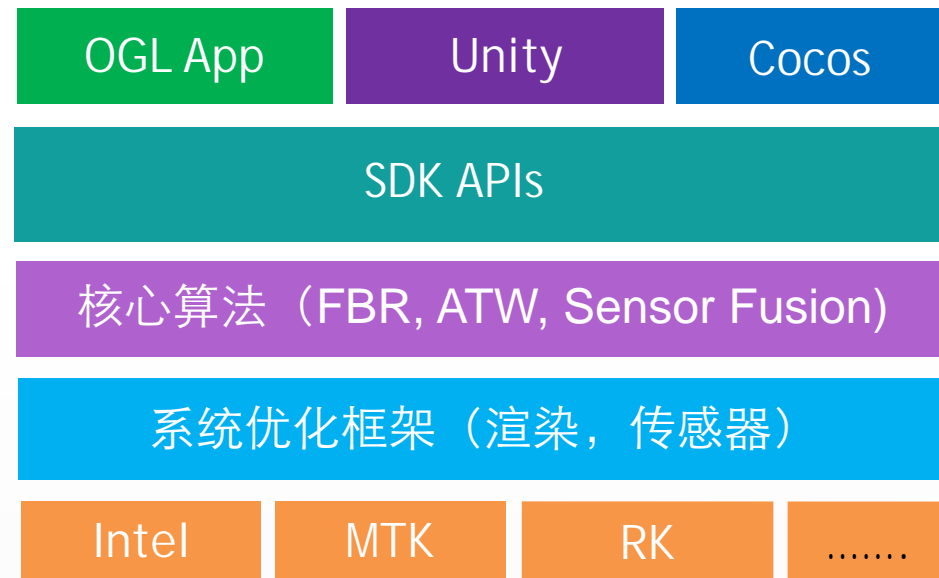 OGL App
Unity
Cocos
SDK APIs
核心算法（FBR, ATW, Sensor Fusion)
系统优化框架（渲染，传感器）
Intel
MTK
RK
.......